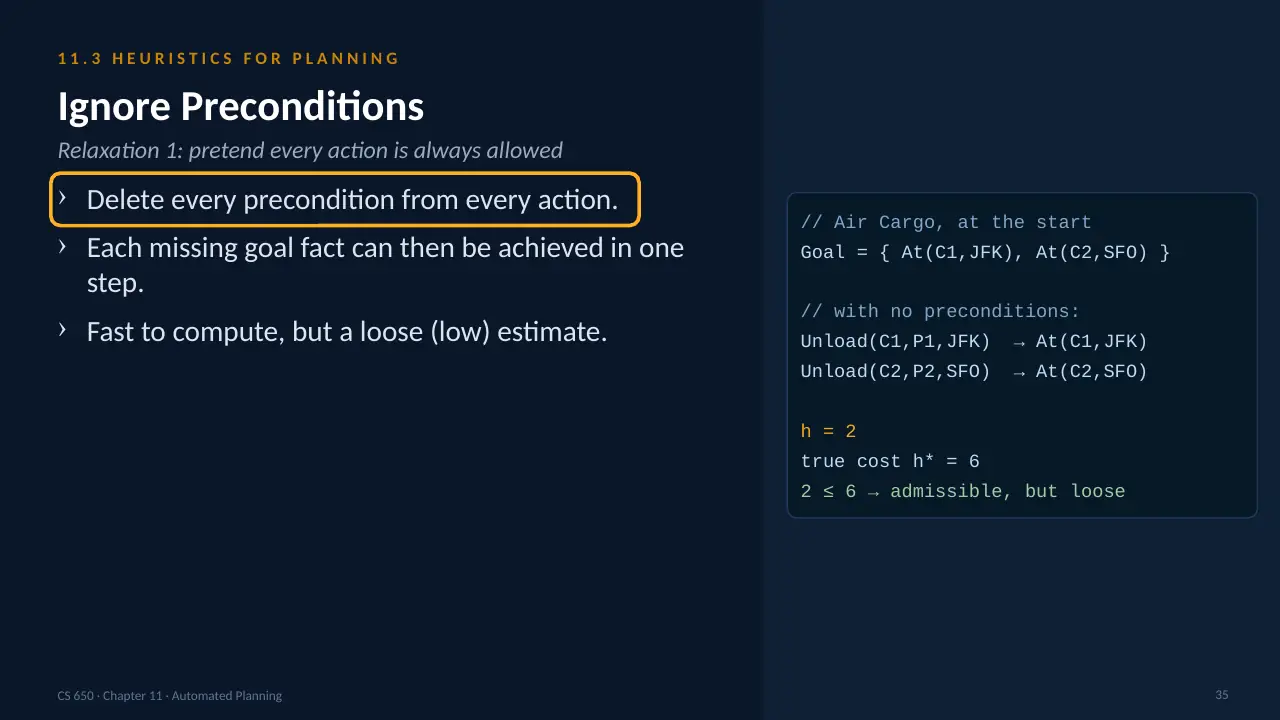 11.3 HEURISTICS FOR PLANNING
Ignore Preconditions
Relaxation 1: pretend every action is always allowed
› Delete every precondition from every action.
› Each missing goal fact can then be achieved in one
step.
› Fast to compute, but a loose (low) estimate.
// Air Cargo, at the start
Goal = { At(C1,JFK), At(C2,SFO) }
// with no preconditions:
Unload(C1,P1,JFK) → At(C1,JFK)
Unload(C2,P2,SFO) → At(C2,SFO)
h = 2
true cost h* = 6
2 ≤ 6 → admissible, but loose
CS 650 · Chapter 11 · Automated Planning
35